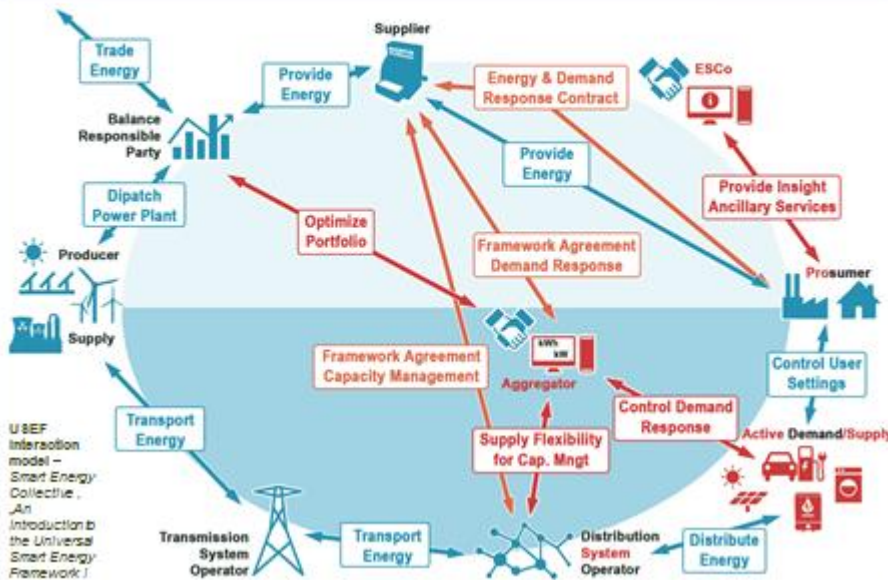 Supplier
Trade
Energy
Provide
Energy
Energy & Demand
Response Contract
ESCo
Balance
Responsible
Party
Provide
Energy
Dipatch
Power Plant
Optimize
Portfolio
Provide Insight
Ancillary Services
Framework Agreement
Demand Response
Producer
Prosumer
Supply
kWh
kW
Framework Agreement
Capacity Management
Aggregator
Control User
Settings
Control Demand
Response
Transport
Energy
Supply Flexibility
for Cap. Mngt
Active Demand/Supply
USEF
Interaction
model –
Smart Energy
Collective ,
„An
Introduction to
the Universal
Smart Energy
Framework
Transmission
System
Operator
Transport
Energy
Distribution
System
Operator
Distribute
Energy